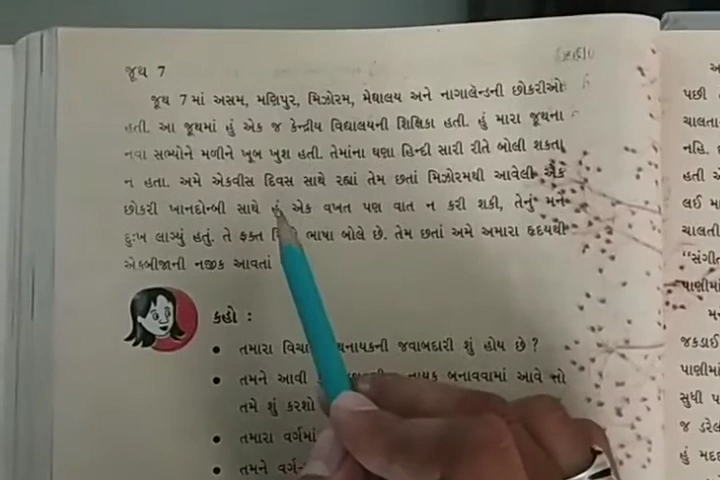 જૂથ 7
જૂથ 7માં અસમ, મણિપુર, મિઝોરમ, મેઘાલય અને નાગાલૅન્ડની છોકરીઓ
હતી. આ જૂથમાં હું એક જ કેન્દ્રીય વિદ્યાલયની શિક્ષિકા હતી. હું મારા જૂથના
નવા સભ્યોને મળીને ખૂબ ખુશ હતી. તેમાંના ઘણા હિન્દી સારી રીતે બોલી શકતા
ન હતા. અમે એકવીસ દિવસ સાથે રહ્યાં તેમ છતાં મિઝોરમથી આવેલી એક
છોકરી ખાનદોન્બી સાથે હું એક વખત પણ વાત ન કરી શકી, તેનું મને
દુઃખ લાગ્યું હતું. તે ફક્ત ભાષા બોલે છે. તેમ છતાં અમે અમારા હૃદયથી
એકબીજાની નજીક આવતાં
કહો :
• તમારા જવાબદારી શું હોય છે ?
• તમને આવી નાયક બનાવવામાં આવે તો
તમે શું કરશો
• તમારા વર્ગમાં
• તમને વર્ગ
પછી
ચાલતા
નહિ.
હતી
લઈ
ચાલતી
“સંગીત
પાણીમાં
જકડાઈ
પાણીમાં
સુધી
જ
હું મદદ